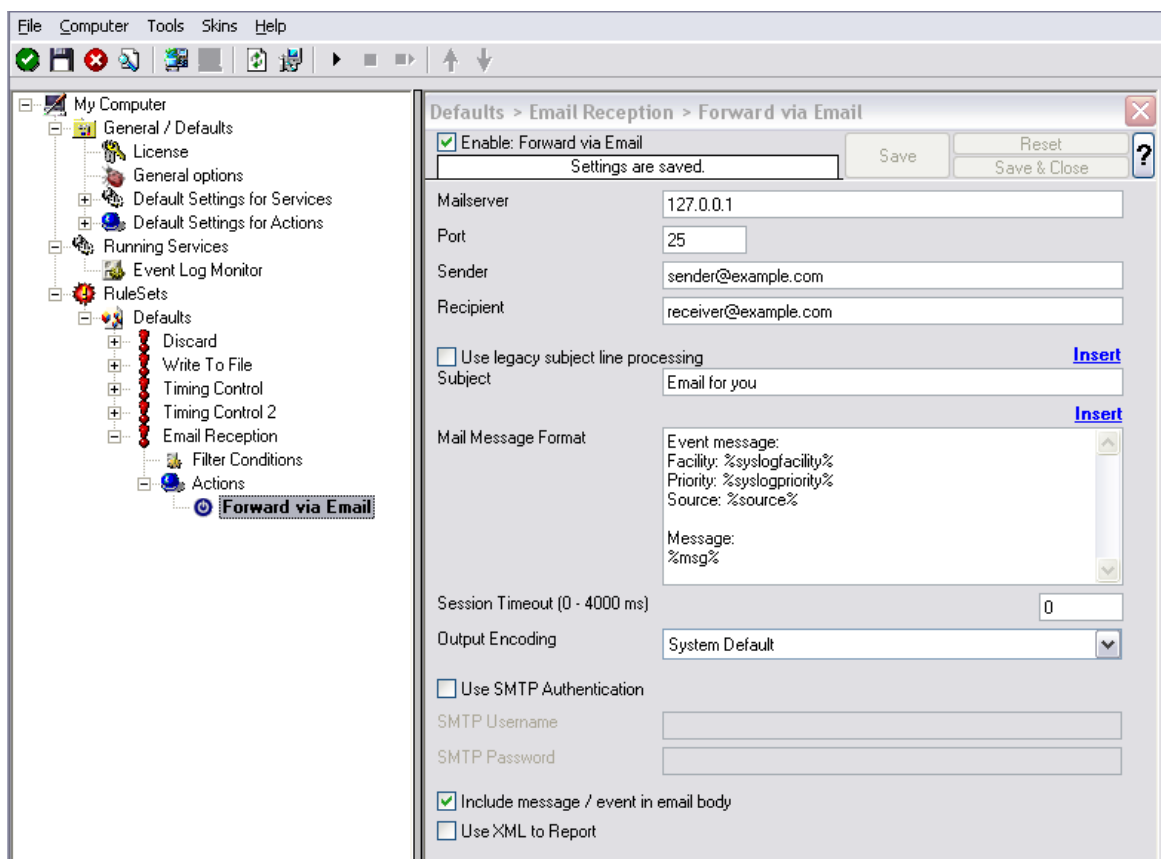 File Computer Tools Skins Help
My Computer
General / Defaults
License
General options
Default Settings for Services
Default Settings for Actions
Running Services
Event Log Monitor
RuleSets
Defaults
Discard
Write To File
Timing Control
Timing Control 2
Email Reception
Filter Conditions
Actions
Forward via Email
Defaults > Email Reception > Forward via Email
Enable: Forward via Email
Settings are saved.
Save
Reset
Save & Close
?
Mailserver 127.0.0.1
Port 25
Sender sender@example.com
Recipient receiver@example.com
Use legacy subject line processing Insert
Subject Email for you
Insert
Mail Message Format
Event message:
Facility: %syslogfacility%
Priority: %syslogpriority%
Source: %source%
Message:
%msg%
Session Timeout (0 - 4000 ms) 0
Output Encoding System Default
Use SMTP Authentication
SMTP Username
SMTP Password
Include message / event in email body
Use XML to Report